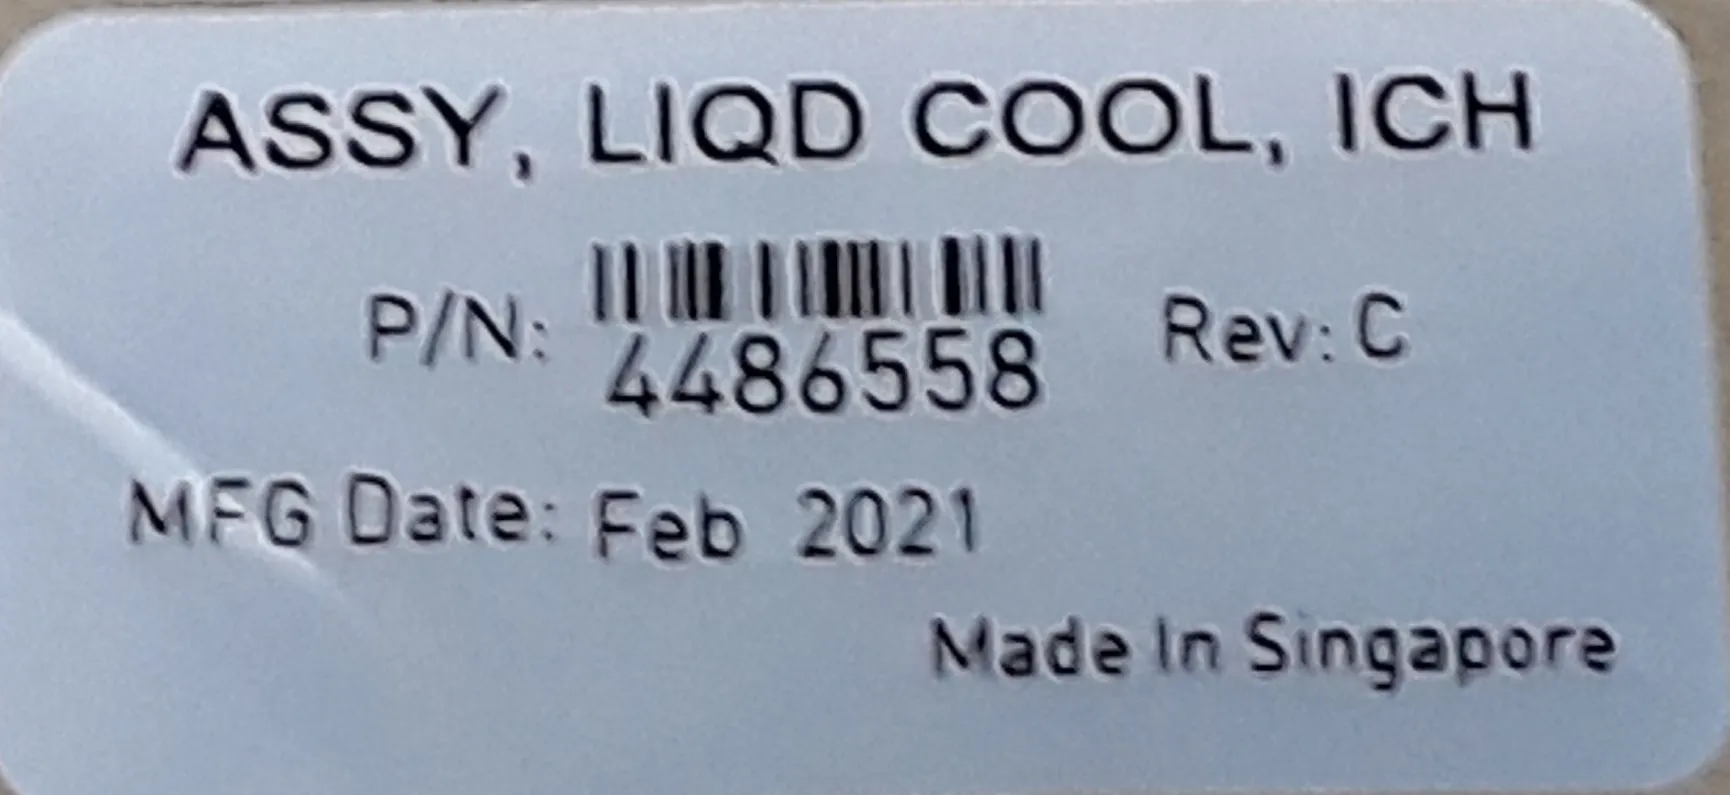 ASSY, LIQD COOL, ICH
P/N: 4486558 Rev: C
MFG Date: Feb 2021
Made In Singapore